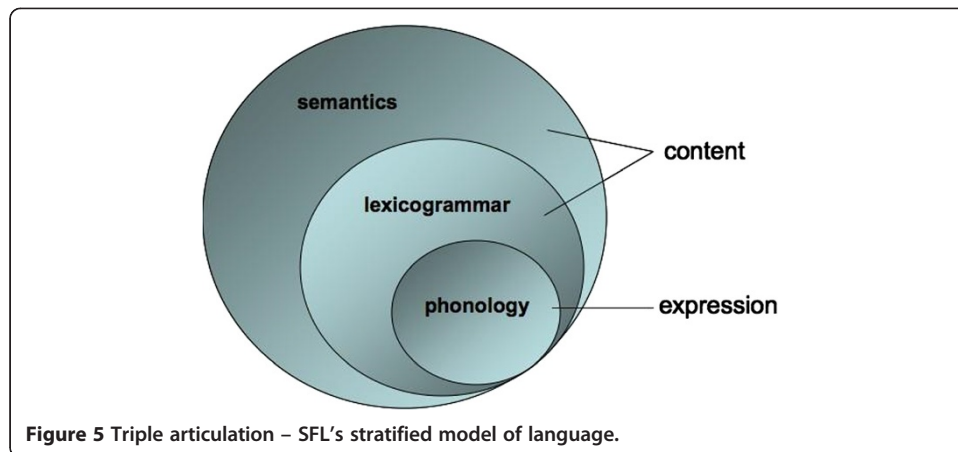 semantics
content
lexicogrammar
phonology
expression
Figure 5 Triple articulation – SFL's stratified model of language.